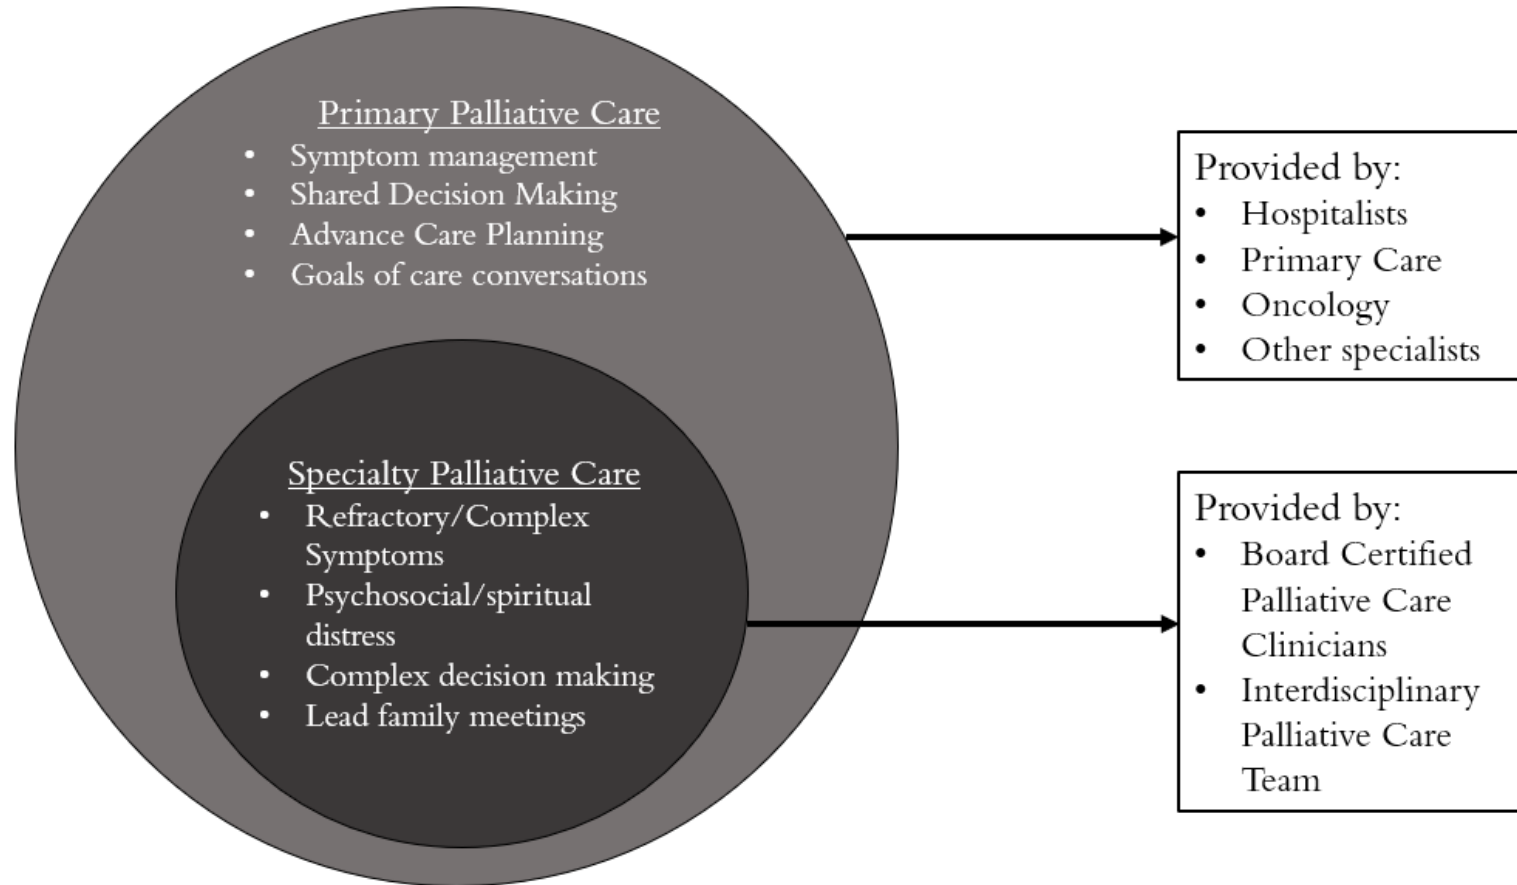 Primary Palliative Care
• Symptom management
• Shared Decision Making
• Advance Care Planning
• Goals of care conversations
Provided by:
• Hospitalists
• Primary Care
• Oncology
• Other specialists
Specialty Palliative Care
• Refractory/Complex
Symptoms
• Psychosocial/spiritual
distress
• Complex decision making
• Lead family meetings
Provided by:
• Board Certified
Palliative Care
Clinicians
• Interdisciplinary
Palliative Care
Team